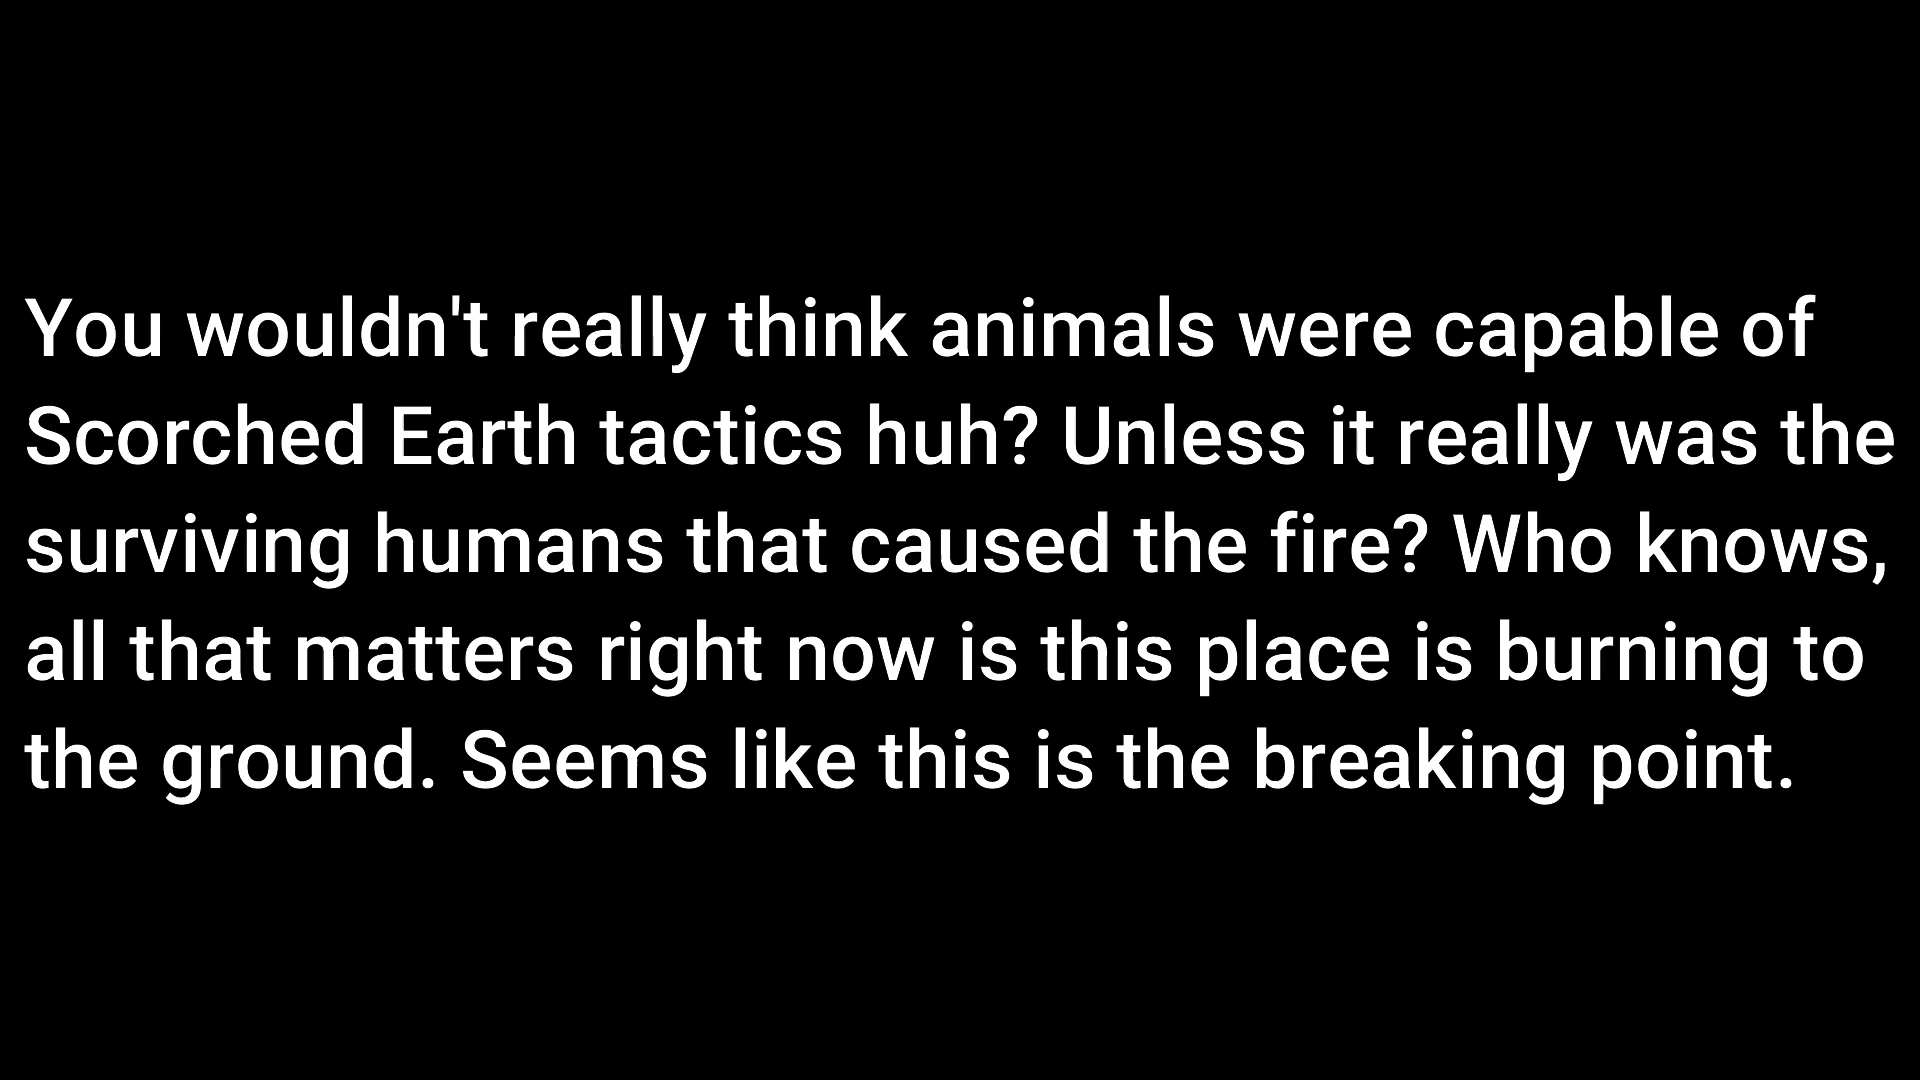 You wouldn't really think animals were capable of
Scorched Earth tactics huh? Unless it really was the
surviving humans that caused the fire? Who knows,
all that matters right now is this place is burning to
the ground. Seems like this is the breaking point.